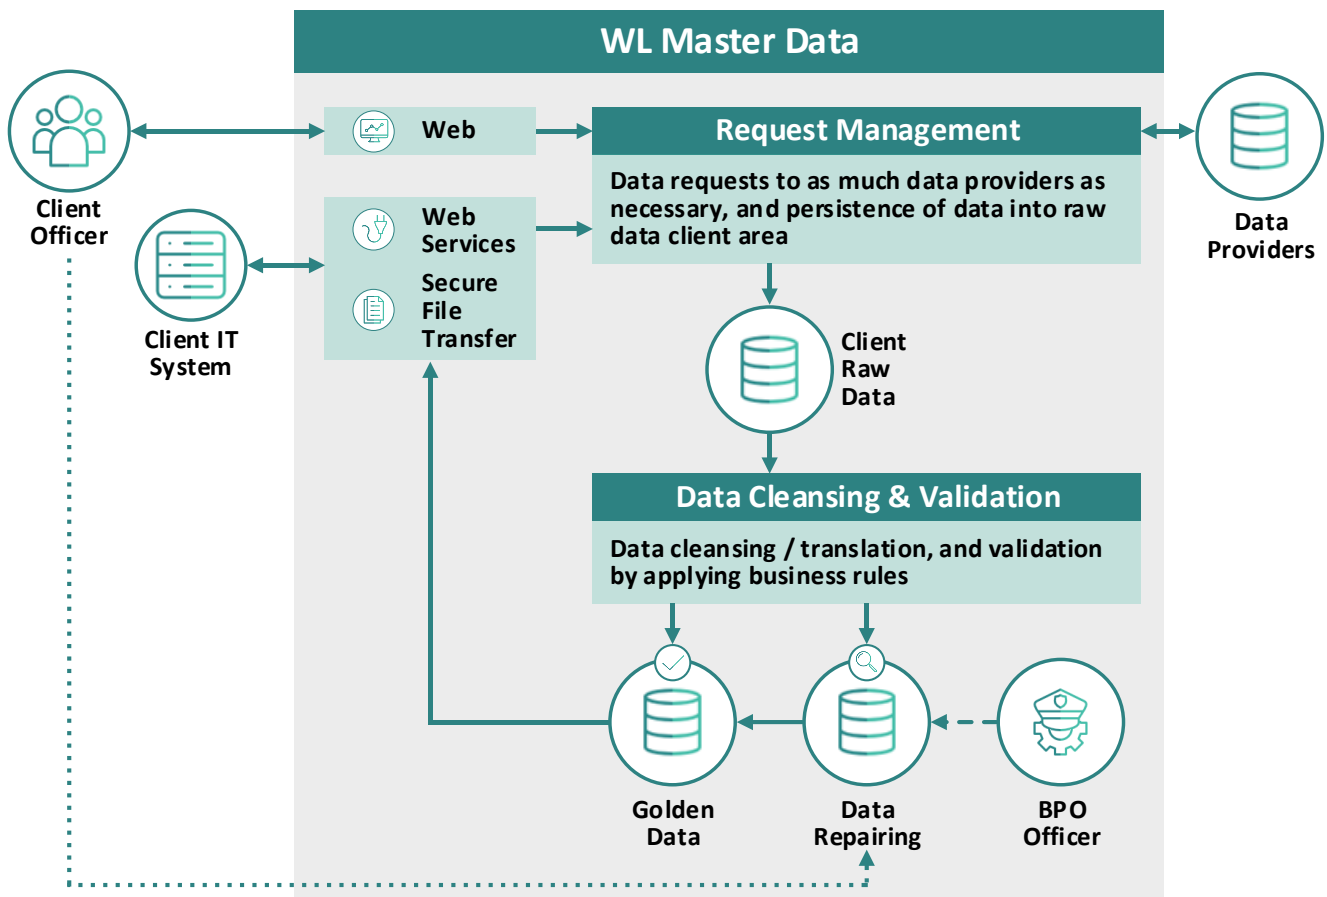 WL Master Data
Web
Request Management
Data requests to as much data providers as
necessary, and persistence of data into raw
data client area
Client
Officer
Web
Services
Secure
File
Transfer
Data
Providers
Client IT
System
Client
Raw
Data
Data Cleansing & Validation
Data cleansing / translation, and validation
by applying business rules
Golden
Data
Data
Repairing
BPO
Officer